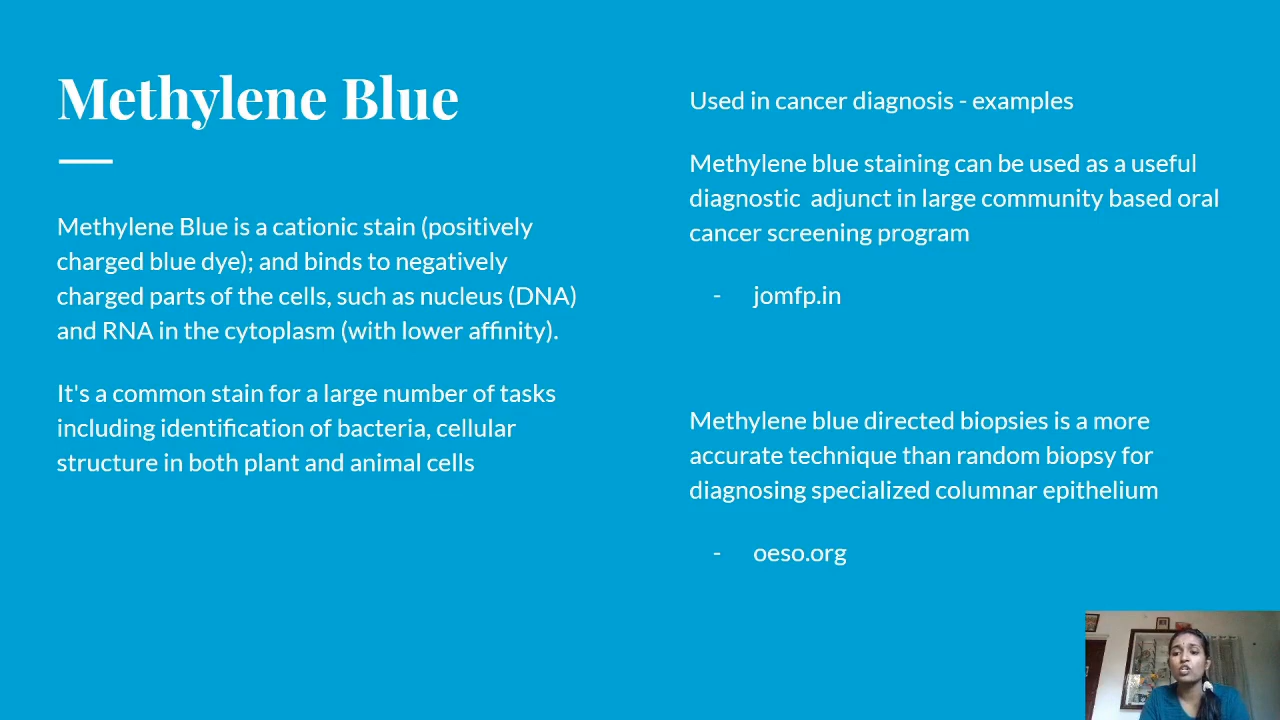 Methylene Blue
Methylene Blue is a cationic stain (positively
charged blue dye); and binds to negatively
charged parts of the cells, such as nucleus (DNA)
and RNA in the cytoplasm (with lower affinity).
It's a common stain for a large number of tasks
including identification of bacteria, cellular
structure in both plant and animal cells
Used in cancer diagnosis - examples
Methylene blue staining can be used as a useful
diagnostic  adjunct in large community based oral
cancer screening program
- jomfp.in
Methylene blue directed biopsies is a more
accurate technique than random biopsy for
diagnosing specialized columnar epithelium
- oeso.org